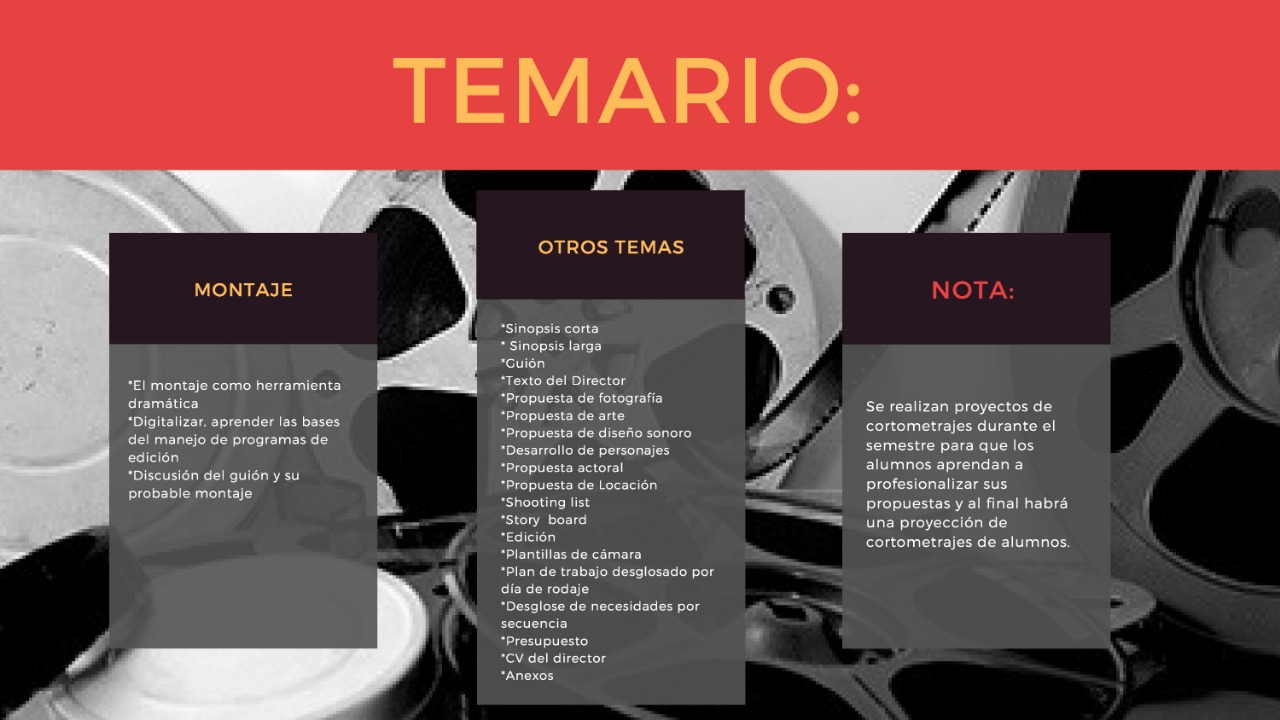 TEMARIO:
MONTAJE
*El montaje como herramienta
dramática
*Digitalizar, aprender las bases
del manejo de programas de
edición
*Discusión del guión y su
probable montaje
OTROS TEMAS
*Sinopsis corta
* Sinopsis larga
*Guión
*Texto del Director
*Propuesta de fotografía
*Propuesta de arte
*Propuesta de diseño sonoro
*Desarrollo de personajes
*Propuesta actoral
*Propuesta de Locación
*Shooting list
*Story  board
*Edición
*Plantillas de cámara
*Plan de trabajo desglosado por
día de rodaje
*Desglose de necesidades por
secuencia
*Presupuesto
*CV del director
*Anexos
NOTA:
Se realizan proyectos de
cortometrajes durante el
semestre para que los
alumnos aprendan a
profesionalizar sus
propuestas y al final habrá
una proyección de
cortometrajes de alumnos.